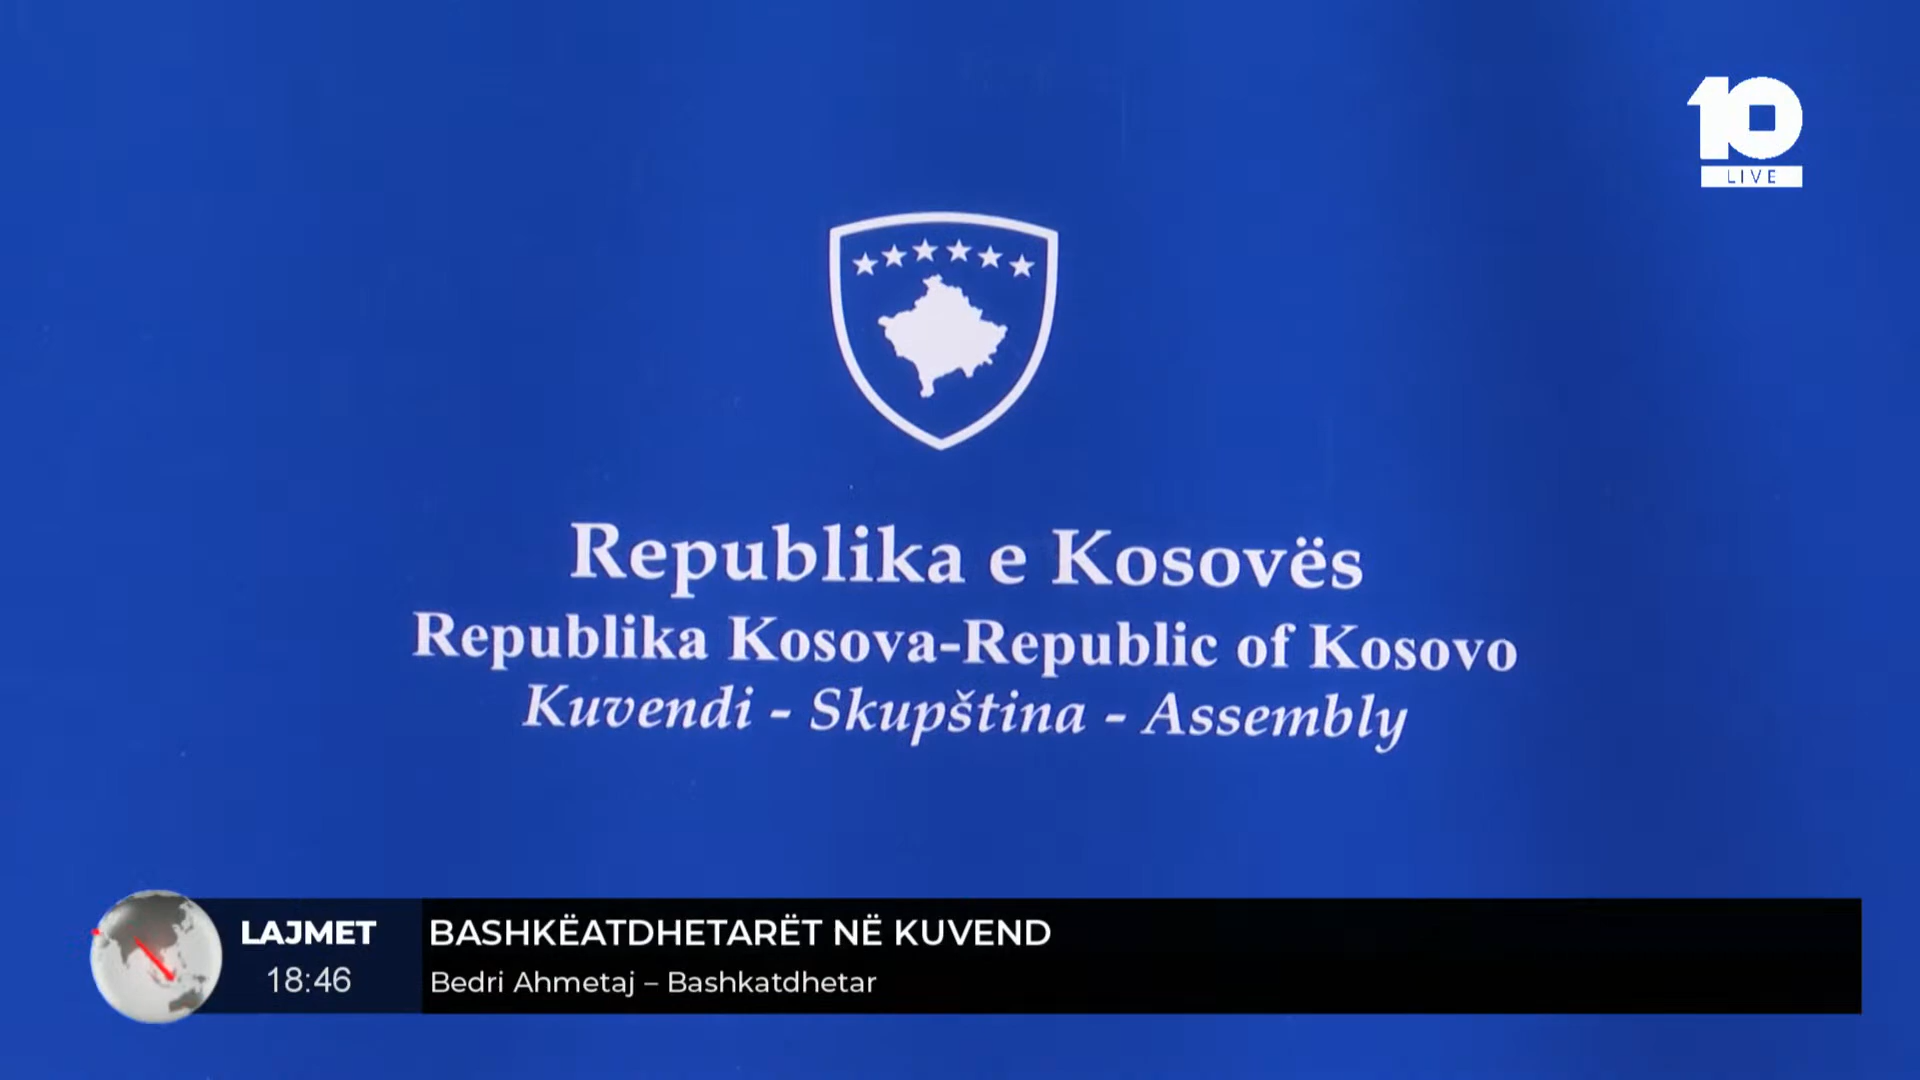 10
LIVE
Republika e Kosovës
Republika Kosova-Republic of Kosovo
Kuvendi - Skupština - Assembly
LAJMET
18:46
BASHKËATDHETARËT NË KUVEND
Bedri Ahmetaj – Bashkatdhetar